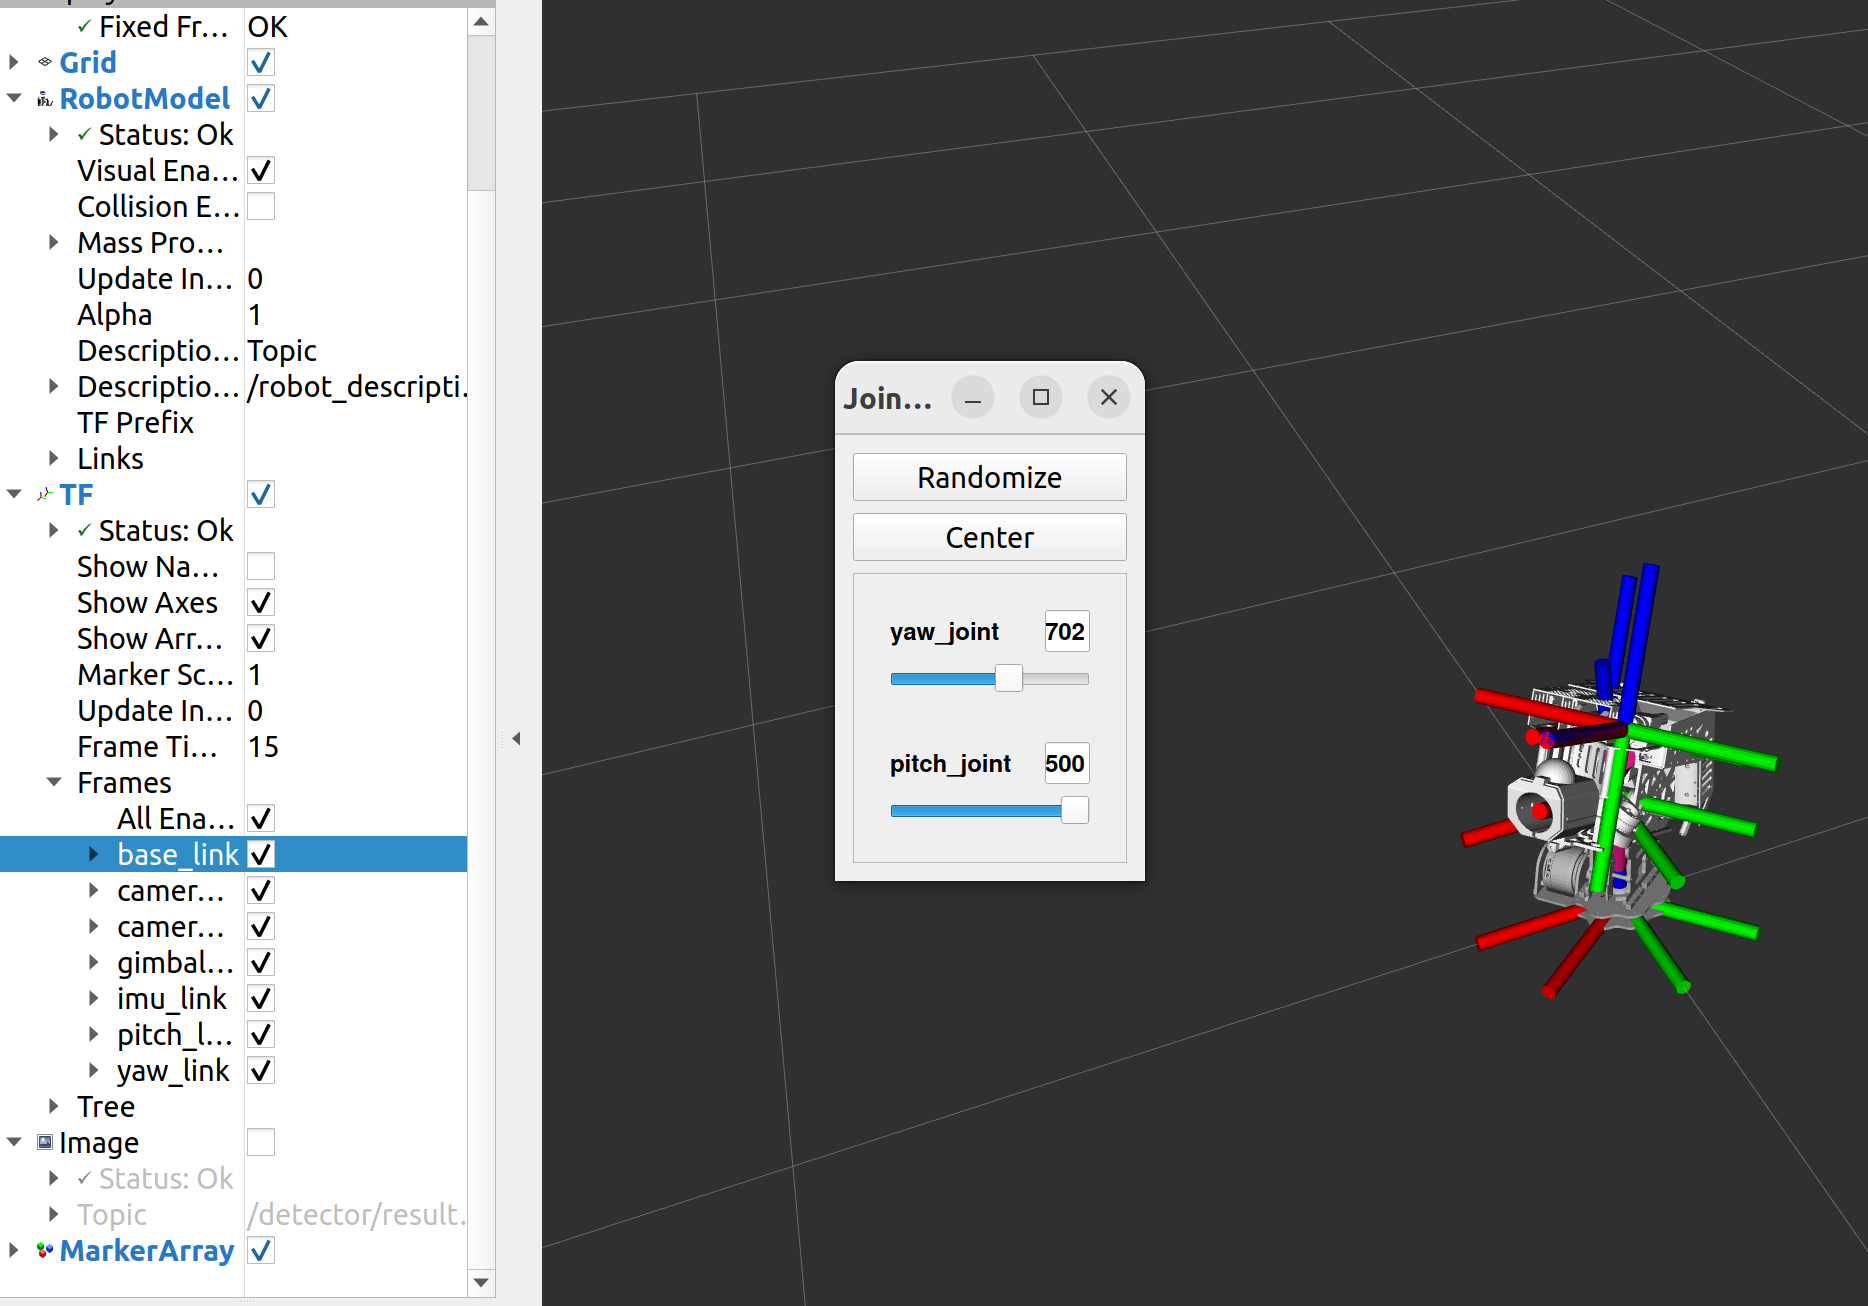 Fixed Fr... OK
Grid
RobotModel
Status: Ok
Visual Ena...
Collision E...
Mass Pro...
Update In... 0
Alpha 1
Descriptio... Topic
Descriptio... /robot_descripti.
TF Prefix
Links
TF
Status: Ok
Show Na...
Show Axes
Show Arr...
Marker Sc... 1
Update In... 0
Frame Ti... 15
Frames
All Ena...
base_link
camer...
camer...
gimbal...
imu_link
pitch_l...
yaw_link
Tree
Image
Status: Ok
Topic /detector/result.
MarkerArray
Join...
Randomize
Center
yaw_joint 702
pitch_joint 500